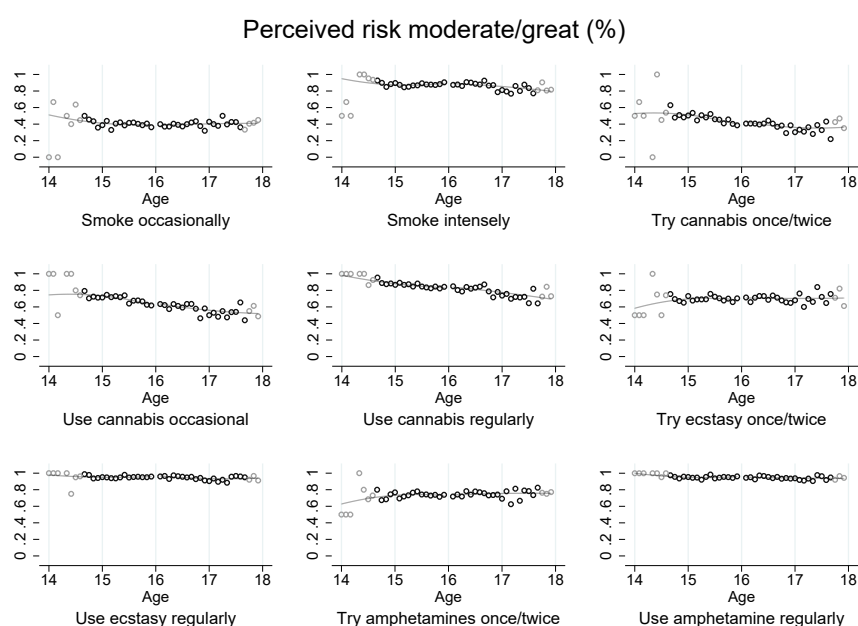 Perceived risk moderate/great (%)
0 .2 .4 .6 .8 1
14 15 16 17 18
Age
Smoke occasionally
0 .2 .4 .6 .8 1
14 15 16 17 18
Age
Smoke intensely
0 .2 .4 .6 .8 1
14 15 16 17 18
Age
Try cannabis once/twice
0 .2 .4 .6 .8 1
14 15 16 17 18
Age
Use cannabis occasional
0 .2 .4 .6 .8 1
14 15 16 17 18
Age
Use cannabis regularly
0 .2 .4 .6 .8 1
14 15 16 17 18
Age
Try ecstasy once/twice
0 .2 .4 .6 .8 1
14 15 16 17 18
Age
Use ecstasy regularly
0 .2 .4 .6 .8 1
14 15 16 17 18
Age
Try amphetamines once/twice
0 .2 .4 .6 .8 1
14 15 16 17 18
Age
Use amphetamine regularly